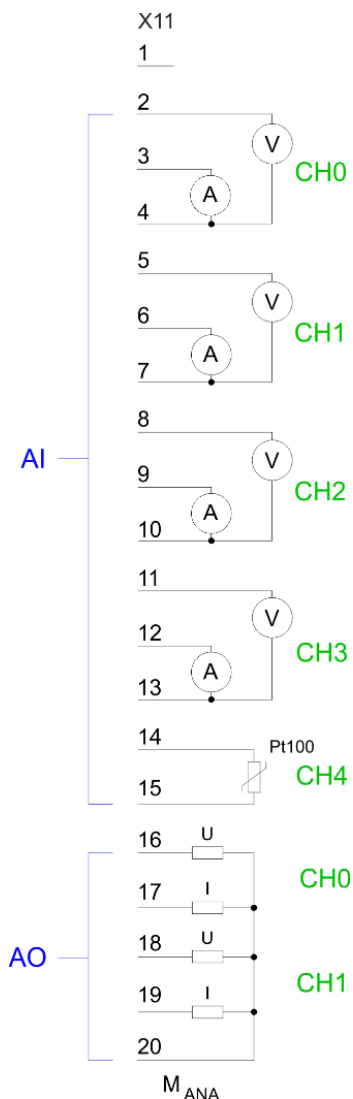 X11
1
2
V
3
CH0
A
4
5
V
6
CH1
A
7
8
V
AI
9
CH2
A
10
11
V
12
CH3
A
13
14
Pt100
CH4
15
16 U
CH0
17 I
18 U
AO
CH1
19 I
20
M ANA